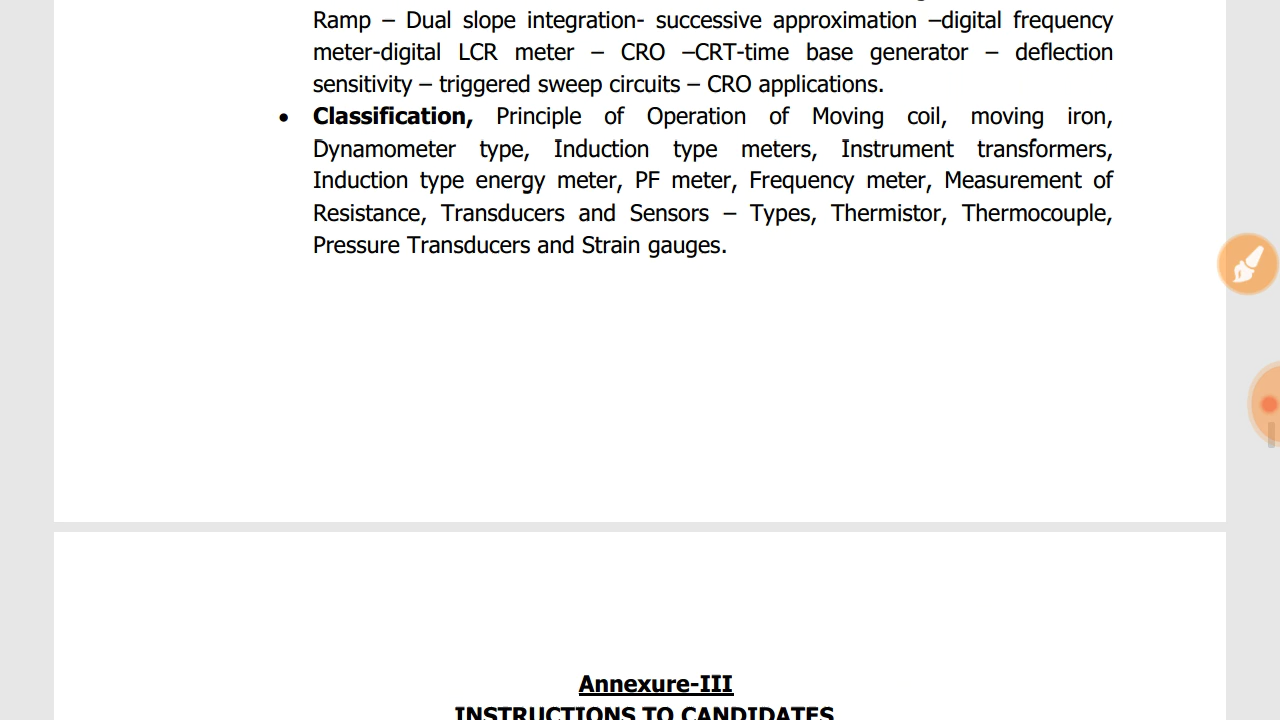 Ramp – Dual slope integration- successive approximation –digital frequency
meter-digital LCR meter – CRO –CRT-time base generator – deflection
sensitivity – triggered sweep circuits – CRO applications.
• Classification, Principle of Operation of Moving coil, moving iron,
Dynamometer type, Induction type meters, Instrument transformers,
Induction type energy meter, PF meter, Frequency meter, Measurement of
Resistance, Transducers and Sensors – Types, Thermistor, Thermocouple,
Pressure Transducers and Strain gauges.
Annexure-III
INSTRUCTIONS TO CANDIDATES